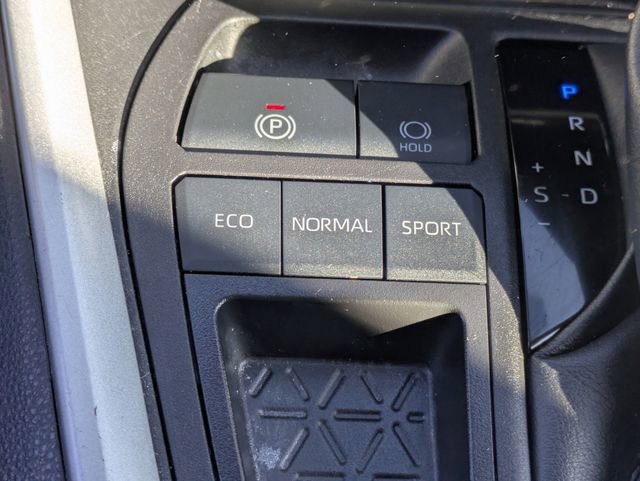 P
HOLD
ECO NORMAL SPORT
P
R
N
+
S - D
-